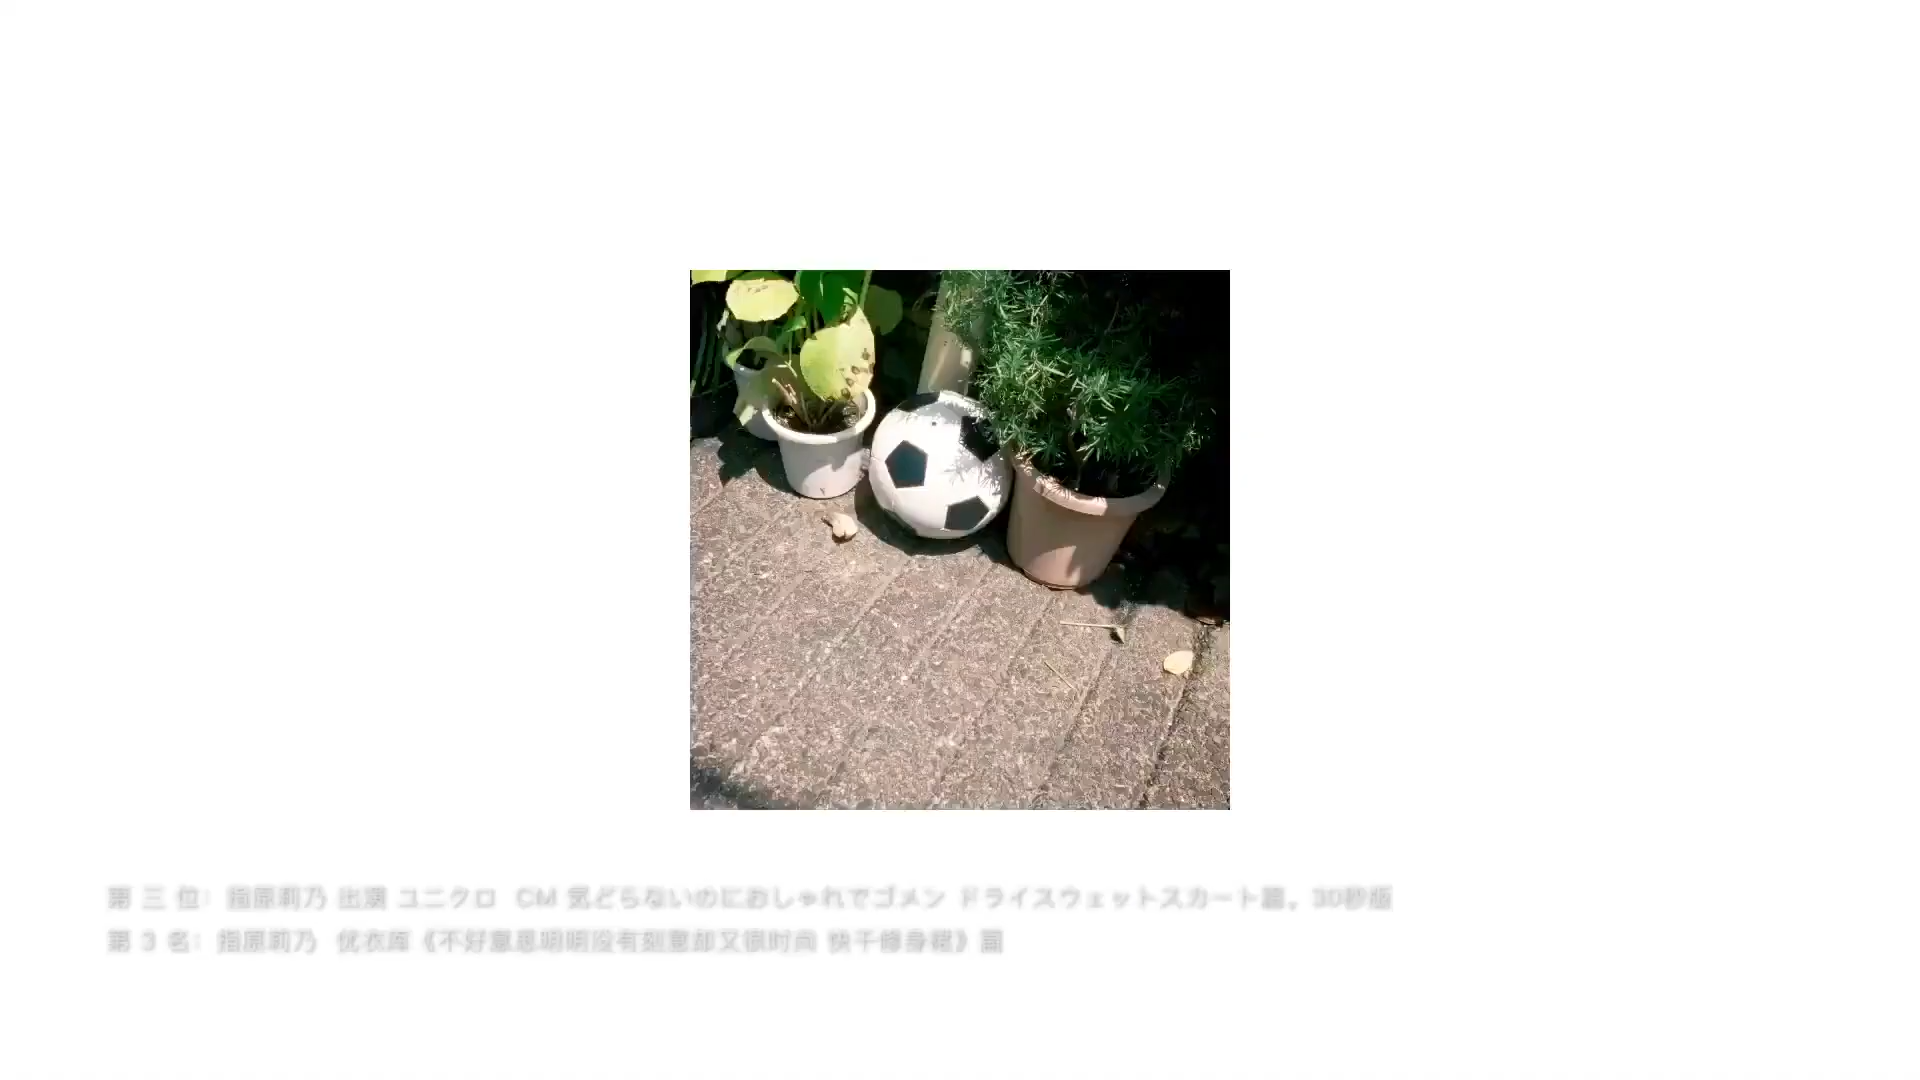 第 三 位：指原莉乃 出演 ユニクロ CM 気どらないのにおしゃれでゴメン ドライスウェットスカート篇。30秒版
第 3 名：指原莉乃 优衣库《不好意思明明没有刻意却又很时尚 快干修身裙》篇